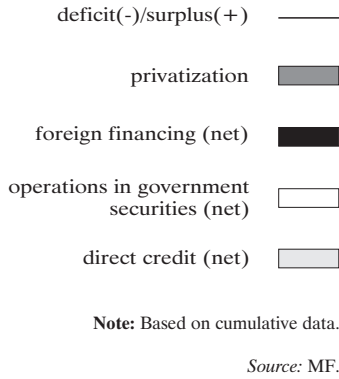 deficit(-)/surplus(+)
privatization
foreign financing (net)
operations in government
securities (net)
direct credit (net)
Note: Based on cumulative data.
Source: MF.